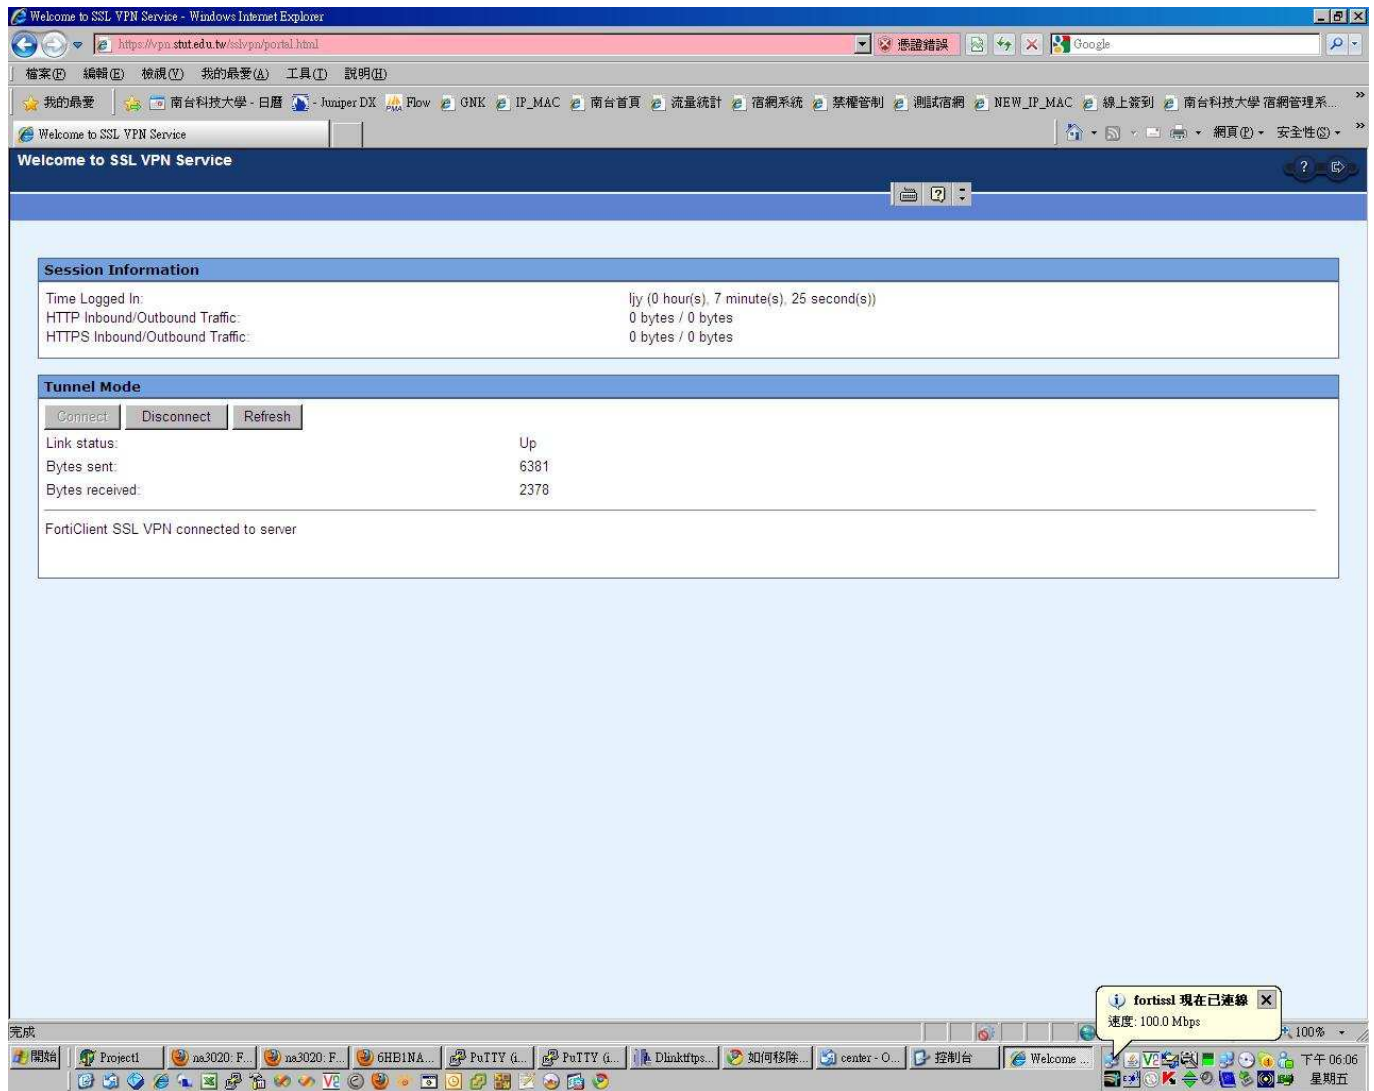 Welcome to SSL VPN Service - Windows Internet Explorer
https://vpn.stut.edu.tw/sslvpn/portal.html 憑證錯誤 Google
檔案(F) 編輯(E) 檢視(V) 我的最愛(A) 工具(T) 說明(H)
我的最愛 南台科技大學 - 日曆 - Juniper DX Flow GNK IP_MAC 南台首頁 流量統計 宿網系統 禁權管制 測試宿網 NEW_IP_MAC 線上簽到 南台科技大學 宿網管理系...
Welcome to SSL VPN Service 網頁(P) 安全性(S)
Welcome to SSL VPN Service
Session Information
Time Logged In: ljy (0 hour(s), 7 minute(s), 25 second(s))
HTTP Inbound/Outbound Traffic: 0 bytes / 0 bytes
HTTPS Inbound/Outbound Traffic: 0 bytes / 0 bytes
Tunnel Mode
Connect Disconnect Refresh
Link status: Up
Bytes sent: 6381
Bytes received: 2378
FortiClient SSL VPN connected to server
fortissl 現在已連線
速度: 100.0 Mbps
完成 100%
開始 Project1 na3020: F... na3020: F... 6HB1NA... PuTTY (i... PuTTY (i... Dlinktftps... 如何移除... center - O... 控制台 Welcome ... 下午 06:06
星期五